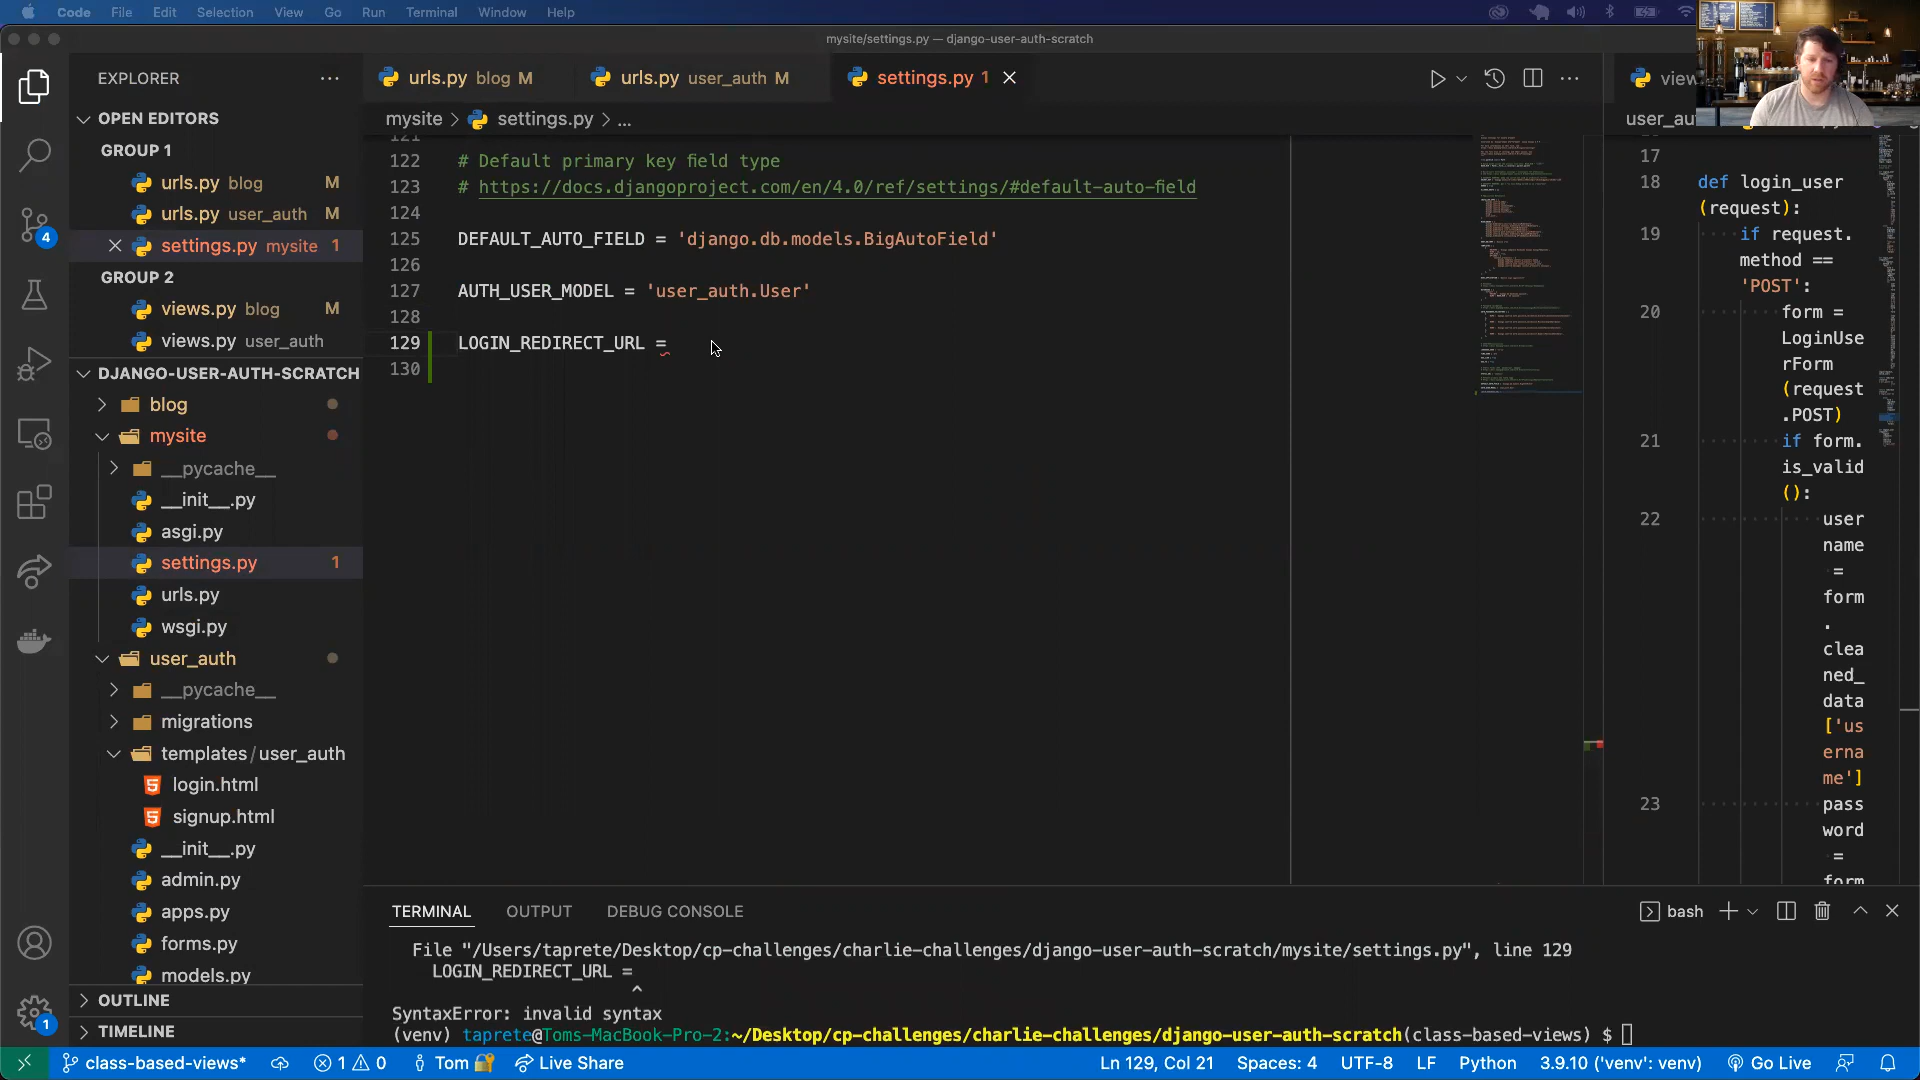 Code File Edit Selection View Go Run Terminal Window Help
mysite/settings.py — django-user-auth-scratch
EXPLORER
OPEN EDITORS
GROUP 1
urls.py blog M
urls.py user_auth M
settings.py mysite 1
GROUP 2
views.py blog M
views.py user_auth M
DJANGO-USER-AUTH-SCRATCH
blog
mysite
__pycache__
__init__.py
asgi.py
settings.py 1
urls.py
wsgi.py
user_auth
__pycache__
migrations
templates/user_auth
login.html
signup.html
__init__.py
admin.py
apps.py
forms.py
models.py
OUTLINE
TIMELINE
4
1
urls.py blog M
urls.py user_auth M
settings.py 1
mysite > settings.py > ...
121
122 # Default primary key field type
123 # https://docs.djangoproject.com/en/4.0/ref/settings/#default-auto-field
124
125 DEFAULT_AUTO_FIELD = 'django.db.models.BigAutoField'
126
127 AUTH_USER_MODEL = 'user_auth.User'
128
129 LOGIN_REDIRECT_URL =
130
17
18 def login_user
(request):
19 if request.
method ==
'POST':
20 form =
LoginUse
rForm
(request
.POST)
21 if form.
is_valid
():
22 user
name
=
form
.
clea
ned_
data
['us
erna
me']
23 pass
word
=
form
TERMINAL OUTPUT DEBUG CONSOLE
bash
File "/Users/taprete/Desktop/cp-challenges/charlie-challenges/django-user-auth-scratch/mysite/settings.py", line 129
LOGIN_REDIRECT_URL =
^
SyntaxError: invalid syntax
(venv) taprete@Toms-MacBook-Pro-2:~/Desktop/cp-challenges/charlie-challenges/django-user-auth-scratch(class-based-views) $
class-based-views* 1 0 Tom Live Share Ln 129, Col 21 Spaces: 4 UTF-8 LF Python 3.9.10 ('venv': venv) Go Live